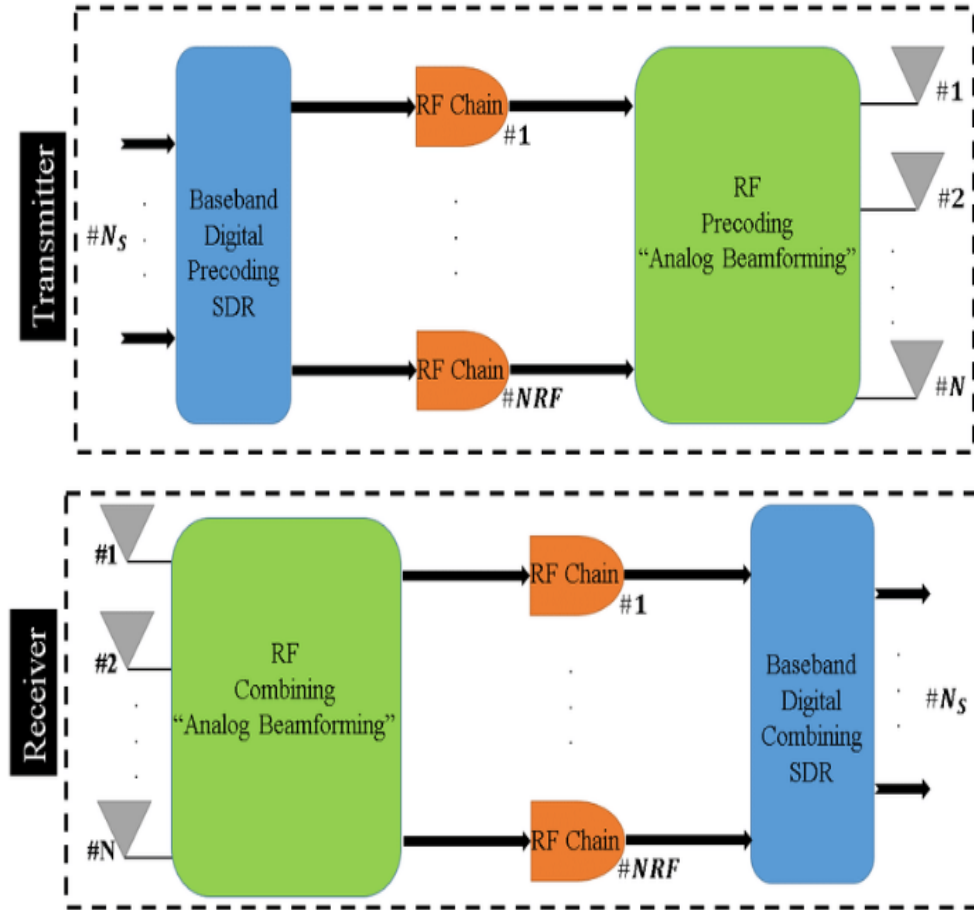 Transmitter
#N_S
Baseband
Digital
Precoding
SDR
RF Chain
#1
RF Chain
#NRF
RF
Precoding
“Analog Beamforming”
#1
#2
#N
Receiver
#1
#2
#N
RF
Combining
“Analog Beamforming”
RF Chain
#1
RF Chain
#NRF
Baseband
Digital
Combining
SDR
#N_S